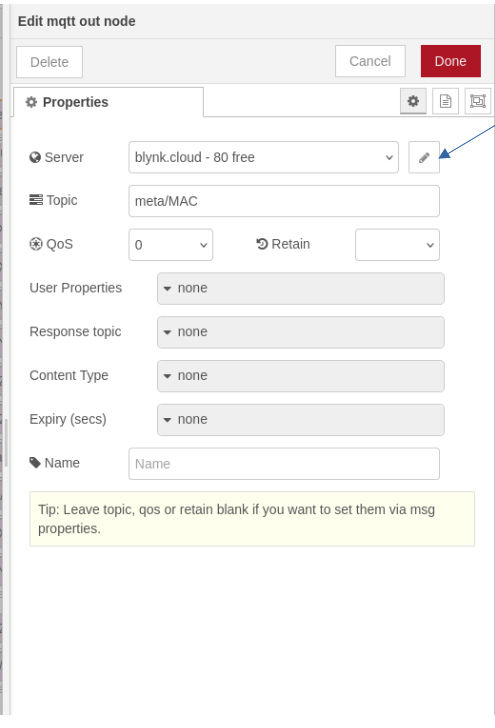 Edit mqtt out node
Delete
Cancel
Done
Properties
Server
blynk.cloud - 80 free
Topic
meta/MAC
QoS
0
Retain
User Properties
none
Response topic
none
Content Type
none
Expiry (secs)
none
Name
Name
Tip: Leave topic, qos or retain blank if you want to set them via msg
properties.